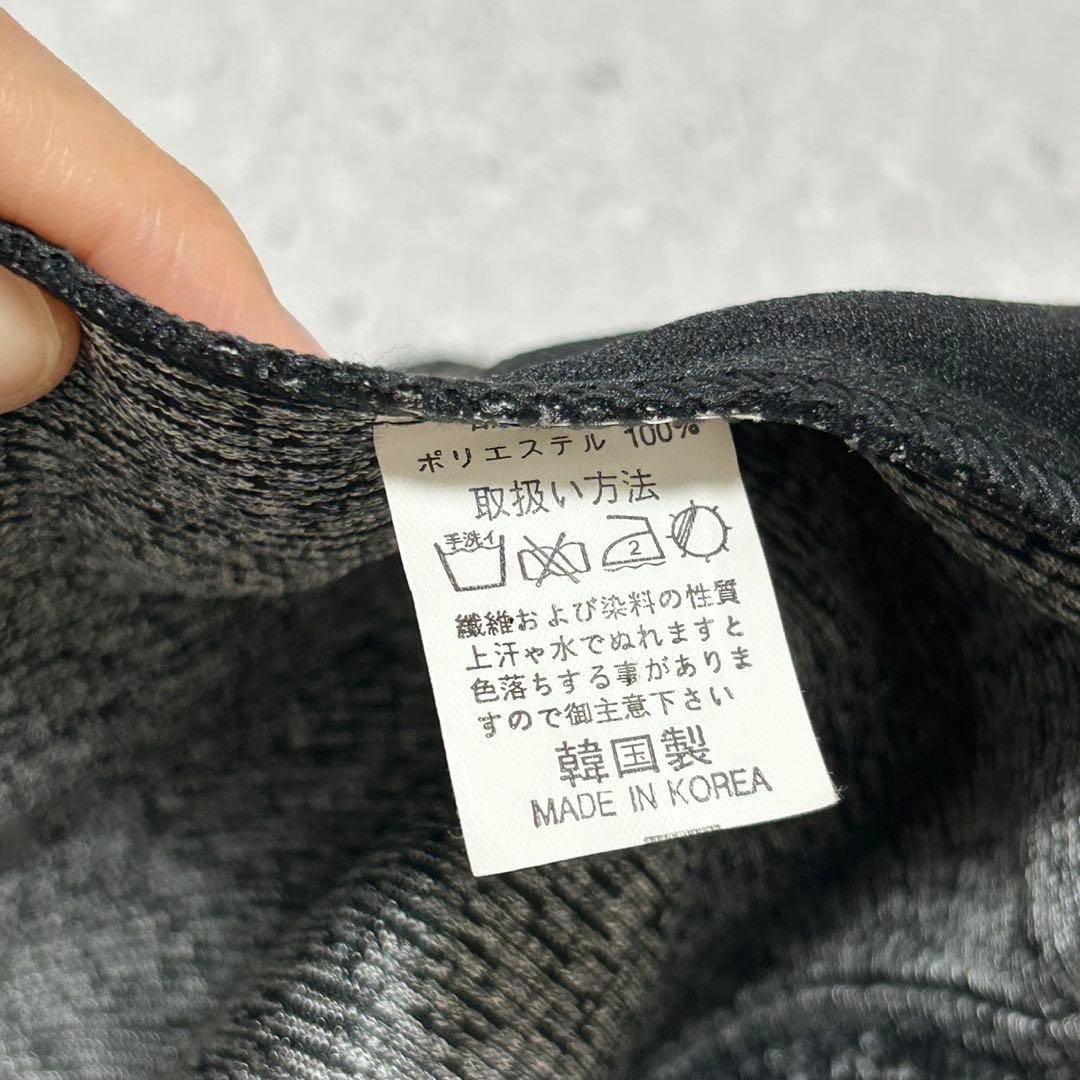 ポリエステル 100%
取扱い方法
手洗イ
2
繊維および染料の性質
上汗や水でぬれますと
色落ちする事がありま
すので御主意下さい
韓国製
MADE IN KOREA